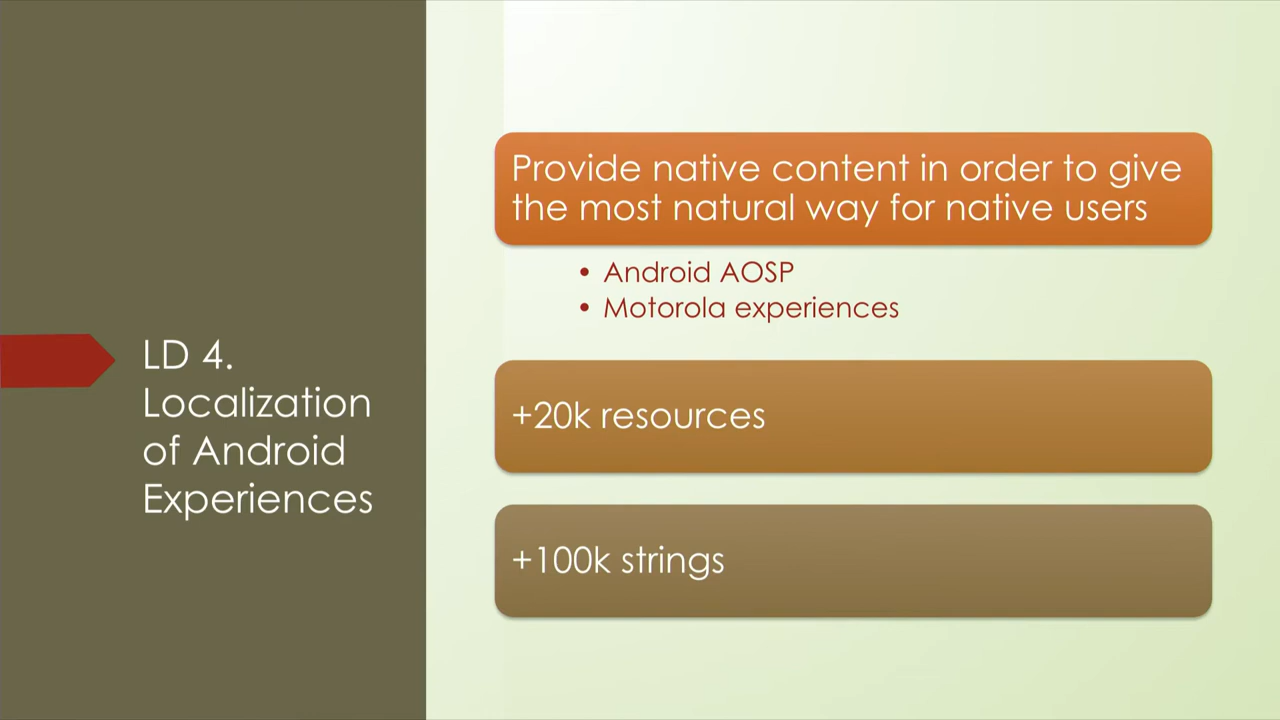 LD 4.
Localization
of Android
Experiences
Provide native content in order to give
the most natural way for native users
• Android AOSP
• Motorola experiences
+20k resources
+100k strings